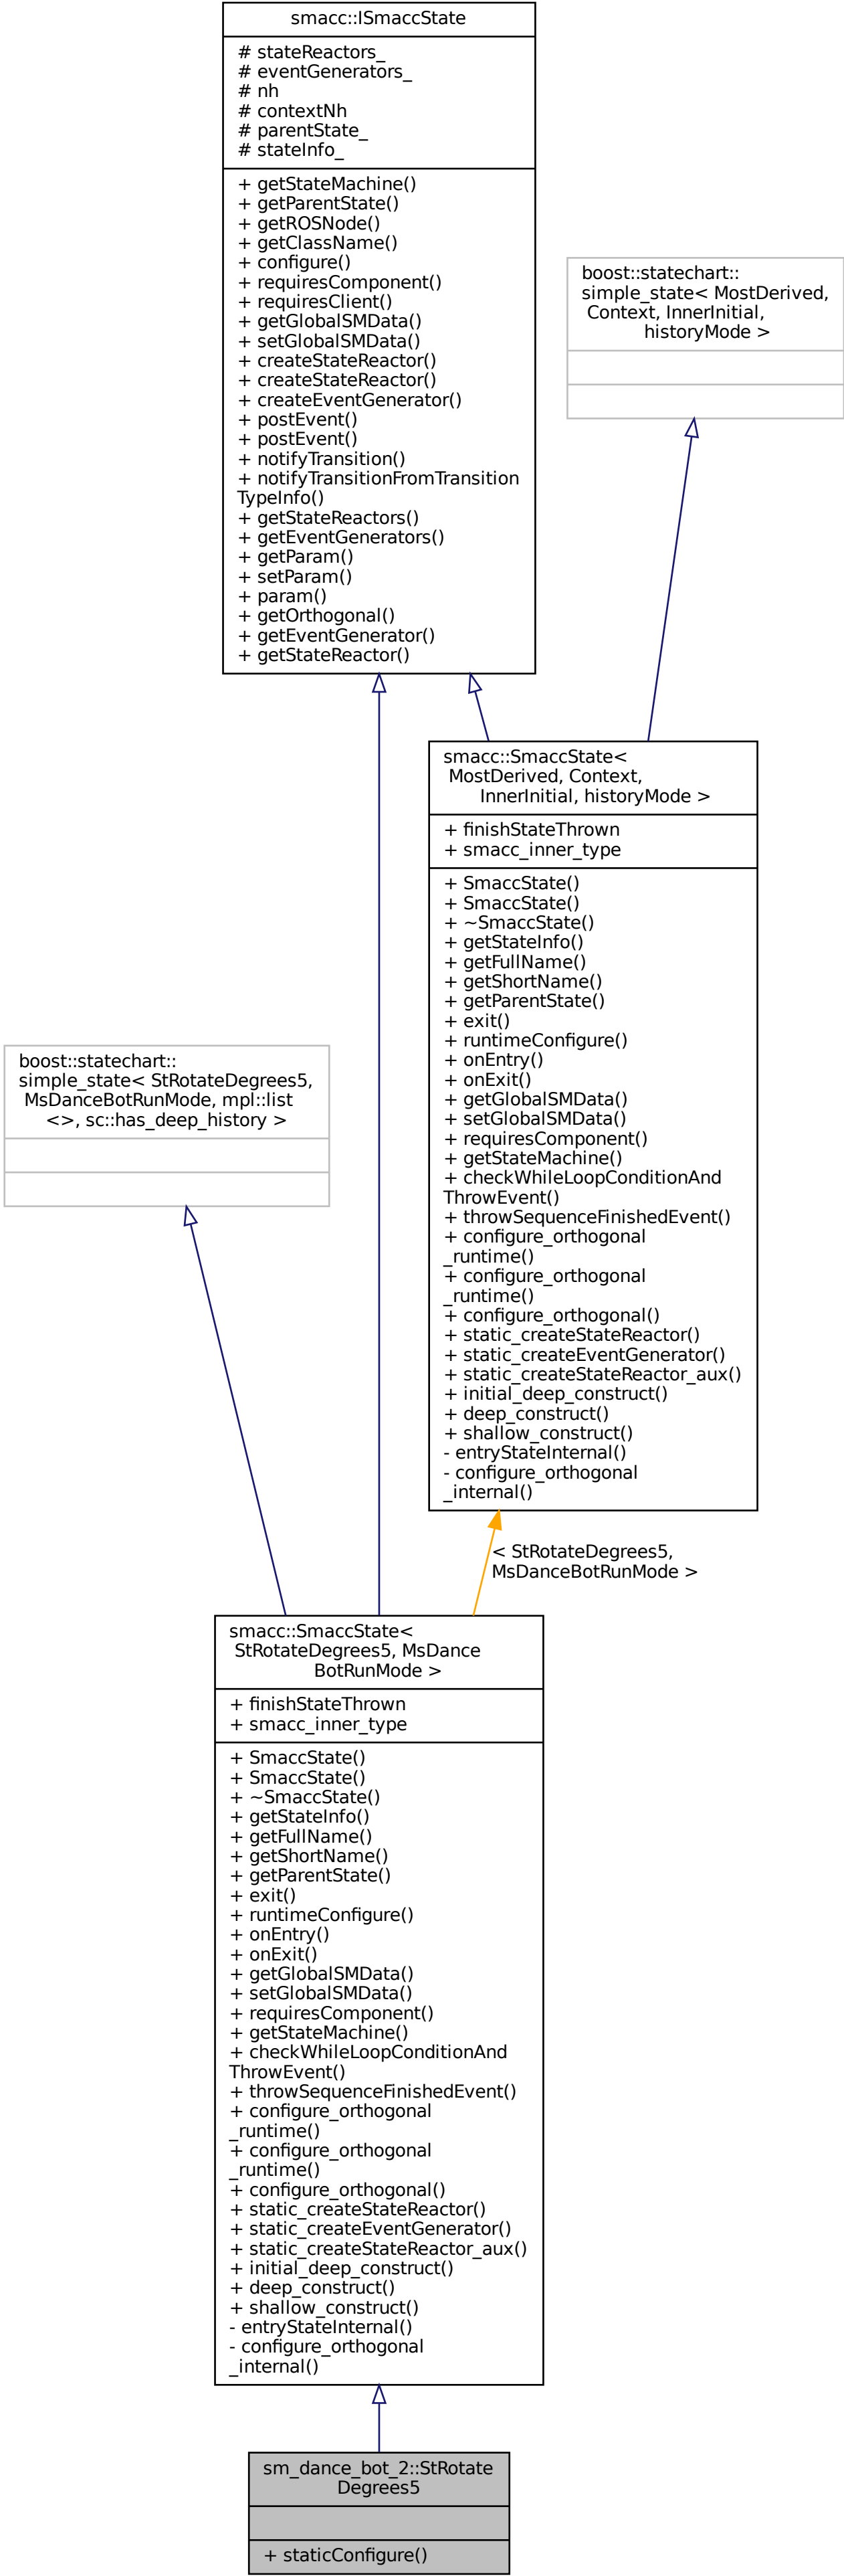 smacc::ISmaccState
# stateReactors_
# eventGenerators_
# nh
# contextNh
# parentState_
# stateInfo_
+ getStateMachine()
+ getParentState()
+ getROSNode()
+ getClassName()
+ configure()
+ requiresComponent()
+ requiresClient()
+ getGlobalSMData()
+ setGlobalSMData()
+ createStateReactor()
+ createStateReactor()
+ createEventGenerator()
+ postEvent()
+ postEvent()
+ notifyTransition()
+ notifyTransitionFromTransition
TypeInfo()
+ getStateReactors()
+ getEventGenerators()
+ getParam()
+ setParam()
+ param()
+ getOrthogonal()
+ getEventGenerator()
+ getStateReactor()
boost::statechart::
simple_state< MostDerived,
Context, InnerInitial,
historyMode >
smacc::SmaccState<
MostDerived, Context,
InnerInitial, historyMode >
+ finishStateThrown
+ smacc_inner_type
+ SmaccState()
+ SmaccState()
+ ~SmaccState()
+ getStateInfo()
+ getFullName()
+ getShortName()
+ getParentState()
+ exit()
+ runtimeConfigure()
+ onEntry()
+ onExit()
+ getGlobalSMData()
+ setGlobalSMData()
+ requiresComponent()
+ getStateMachine()
+ checkWhileLoopConditionAnd
ThrowEvent()
+ throwSequenceFinishedEvent()
+ configure_orthogonal
_runtime()
+ configure_orthogonal
_runtime()
+ configure_orthogonal()
+ static_createStateReactor()
+ static_createEventGenerator()
+ static_createStateReactor_aux()
+ initial_deep_construct()
+ deep_construct()
+ shallow_construct()
- entryStateInternal()
- configure_orthogonal
_internal()
boost::statechart::
simple_state< StRotateDegrees5,
MsDanceBotRunMode, mpl::list
<>, sc::has_deep_history >
< StRotateDegrees5,
MsDanceBotRunMode >
smacc::SmaccState<
StRotateDegrees5, MsDance
BotRunMode >
+ finishStateThrown
+ smacc_inner_type
+ SmaccState()
+ SmaccState()
+ ~SmaccState()
+ getStateInfo()
+ getFullName()
+ getShortName()
+ getParentState()
+ exit()
+ runtimeConfigure()
+ onEntry()
+ onExit()
+ getGlobalSMData()
+ setGlobalSMData()
+ requiresComponent()
+ getStateMachine()
+ checkWhileLoopConditionAnd
ThrowEvent()
+ throwSequenceFinishedEvent()
+ configure_orthogonal
_runtime()
+ configure_orthogonal
_runtime()
+ configure_orthogonal()
+ static_createStateReactor()
+ static_createEventGenerator()
+ static_createStateReactor_aux()
+ initial_deep_construct()
+ deep_construct()
+ shallow_construct()
- entryStateInternal()
- configure_orthogonal
_internal()
sm_dance_bot_2::StRotate
Degrees5
+ staticConfigure()